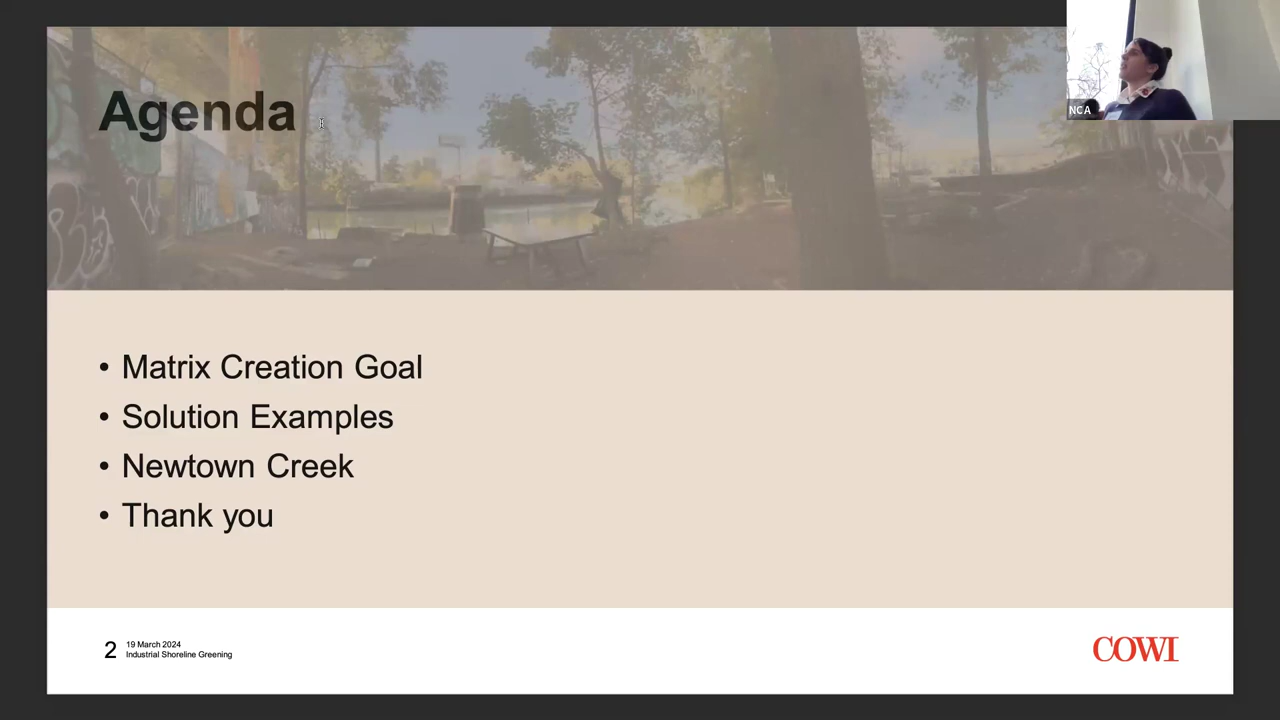 Agenda
NCA
• Matrix Creation Goal
• Solution Examples
• Newtown Creek
• Thank you
2
19 March 2024
Industrial Shoreline Greening
COWI